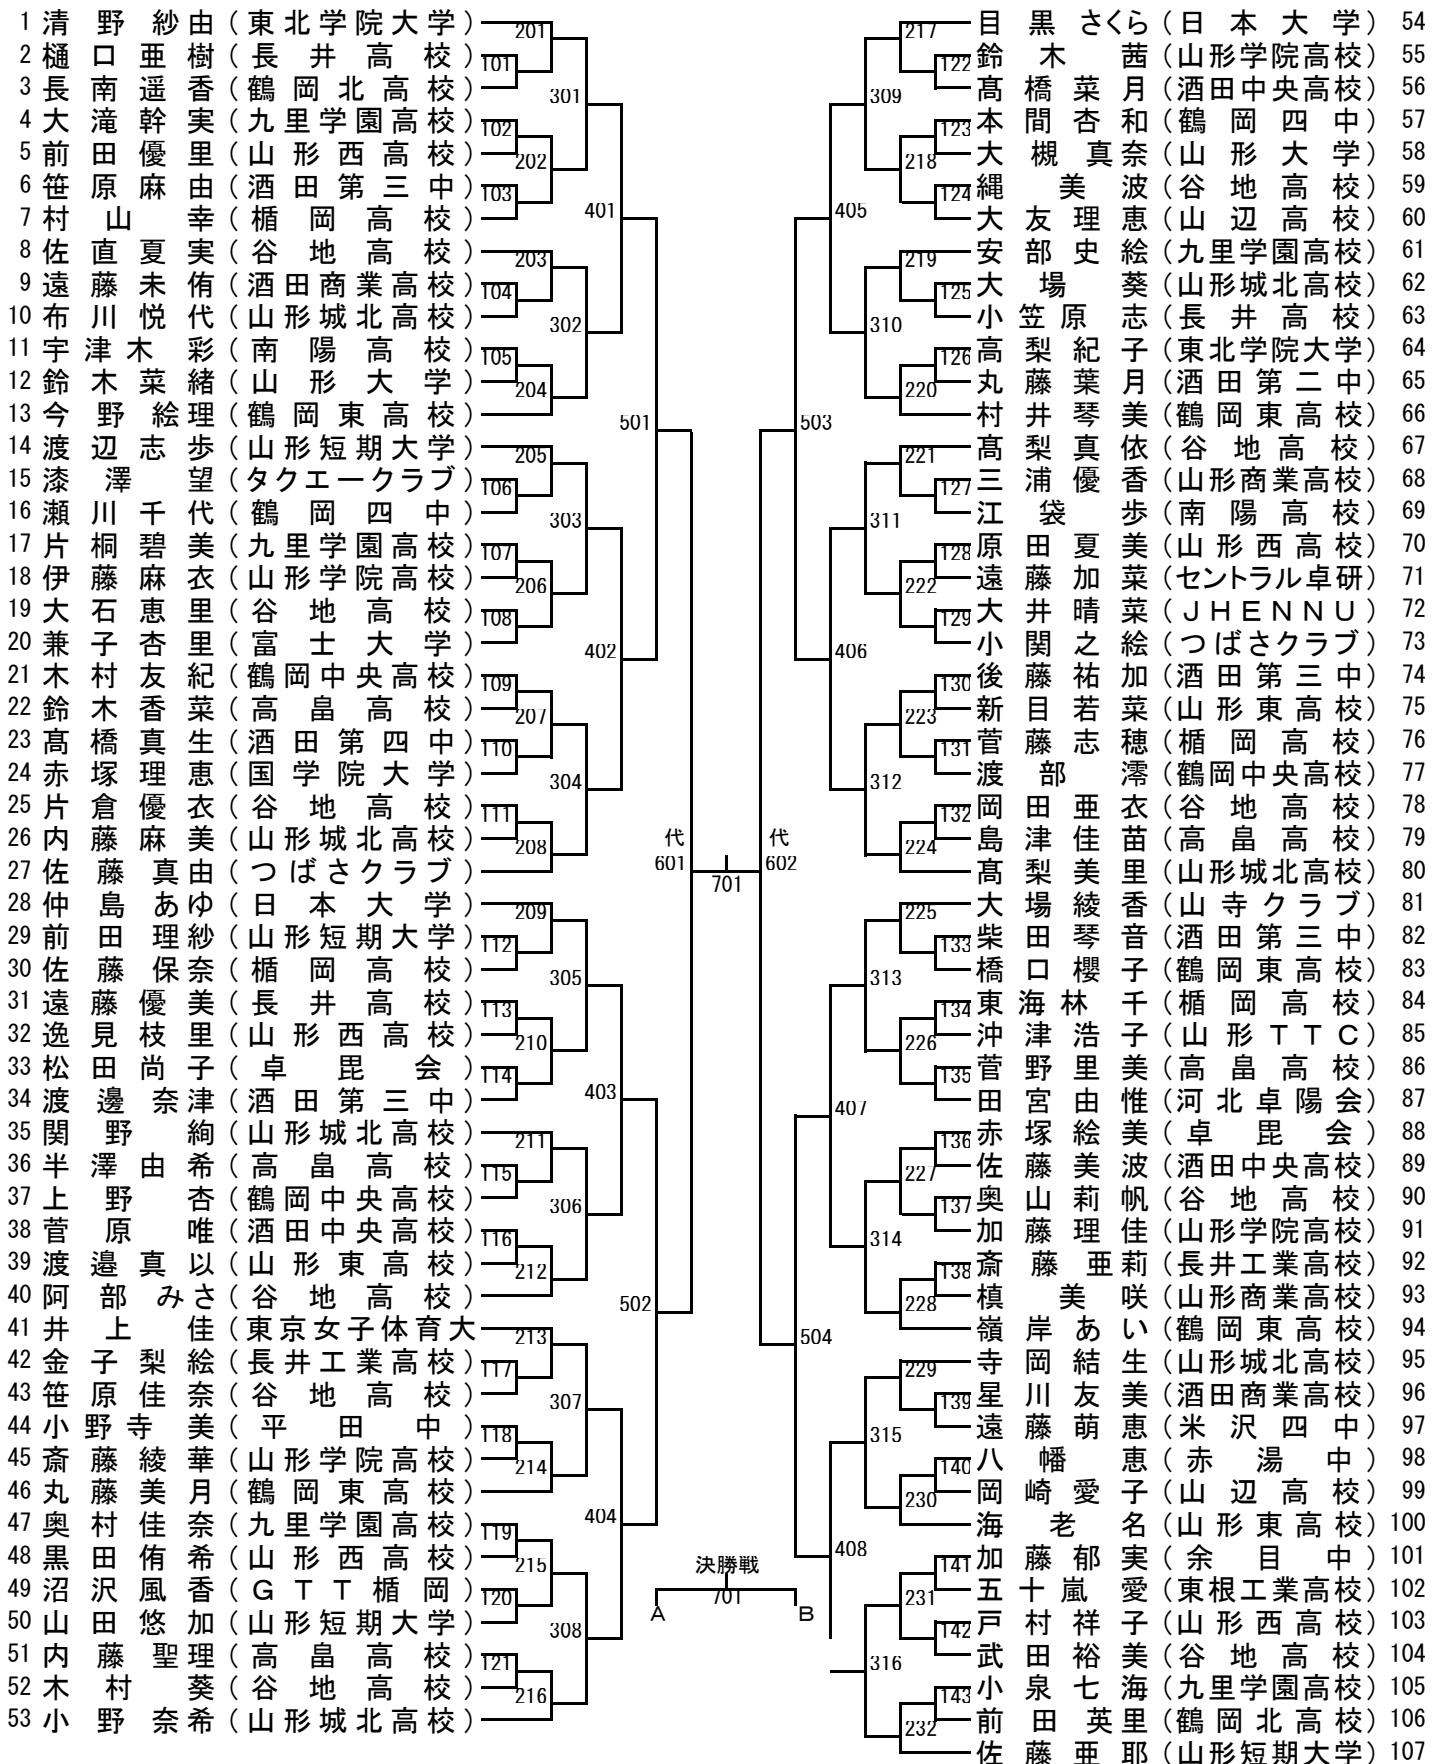 1 清野紗由(東北学院大学)
2 樋口亜樹(長井高校)
3 長南遥香(鶴岡北高校)
4 大滝幹実(九里学園高校)
5 前田優里(山形西高校)
6 笹原麻由(酒田第三中)
7 村山幸(楯岡高校)
8 佐直夏実(谷地高校)
9 遠藤未侑(酒田商業高校)
10 布川悦代(山形城北高校)
11 宇津木彩(南陽高校)
12 鈴木菜緒(山形大学)
13 今野絵理(鶴岡東高校)
14 渡辺志歩(山形短期大学)
15 漆澤望(タクエークラブ)
16 瀬川千代(鶴岡四中)
17 片桐碧美(九里学園高校)
18 伊藤麻衣(山形学院高校)
19 大石恵里(谷地高校)
20 兼子杏里(富士大学)
21 木村友紀(鶴岡中央高校)
22 鈴木香菜(高畠高校)
23 髙橋真生(酒田第四中)
24 赤塚理恵(国学院大学)
25 片倉優衣(谷地高校)
26 内藤麻美(山形城北高校)
27 佐藤真由(つばさクラブ)
28 仲島あゆ(日本大学)
29 前田理紗(山形短期大学)
30 佐藤保奈(楯岡高校)
31 遠藤優美(長井高校)
32 逸見枝里(山形西高校)
33 松田尚子(卓毘会)
34 渡邊奈津(酒田第三中)
35 関野絢(山形城北高校)
36 半澤由希(高畠高校)
37 上野杏(鶴岡中央高校)
38 菅原唯(酒田中央高校)
39 渡邉真以(山形東高校)
40 阿部みさ(谷地高校)
41 井上佳(東京女子体育大
42 金子梨絵(長井工業高校)
43 笹原佳奈(谷地高校)
44 小野寺美(平田中)
45 斎藤綾華(山形学院高校)
46 丸藤美月(鶴岡東高校)
47 奥村佳奈(九里学園高校)
48 黒田侑希(山形西高校)
49 沼沢風香(GTT楯岡)
50 山田悠加(山形短期大学)
51 内藤聖理(高畠高校)
52 木村葵(谷地高校)
53 小野奈希(山形城北高校)
101
102
103
104
105
106
107
108
109
110
111
112
113
114
115
116
117
118
119
120
121
201
202
203
204
205
206
207
208
209
210
211
212
213
214
215
216
301
302
303
304
305
306
307
308
401
402
403
404
501
502
代
601
701
代
602
決勝戦
701
A
B
503
504
405
406
407
408
309
310
311
312
313
314
315
316
217
218
219
220
221
222
223
224
225
226
227
228
229
230
231
232
122
123
124
125
126
127
128
129
130
131
132
133
134
135
136
137
138
139
140
141
142
143
目黒さくら(日本大学) 54
鈴木茜(山形学院高校) 55
髙橋菜月(酒田中央高校) 56
本間杏和(鶴岡四中) 57
大槻真奈(山形大学) 58
縄美波(谷地高校) 59
大友理恵(山辺高校) 60
安部史絵(九里学園高校) 61
大場葵(山形城北高校) 62
小笠原志(長井高校) 63
高梨紀子(東北学院大学) 64
丸藤葉月(酒田第二中) 65
村井琴美(鶴岡東高校) 66
髙梨真依(谷地高校) 67
三浦優香(山形商業高校) 68
江袋歩(南陽高校) 69
原田夏美(山形西高校) 70
遠藤加菜(セントラル卓研) 71
大井晴菜(JHENNU) 72
小関之絵(つばさクラブ) 73
後藤祐加(酒田第三中) 74
新目若菜(山形東高校) 75
菅藤志穂(楯岡高校) 76
渡部澪(鶴岡中央高校) 77
岡田亜衣(谷地高校) 78
島津佳苗(高畠高校) 79
髙梨美里(山形城北高校) 80
大場綾香(山寺クラブ) 81
柴田琴音(酒田第三中) 82
橋口櫻子(鶴岡東高校) 83
東海林千(楯岡高校) 84
沖津浩子(山形TTC) 85
菅野里美(高畠高校) 86
田宮由惟(河北卓陽会) 87
赤塚絵美(卓毘会) 88
佐藤美波(酒田中央高校) 89
奥山莉帆(谷地高校) 90
加藤理佳(山形学院高校) 91
斎藤亜莉(長井工業高校) 92
槙美咲(山形商業高校) 93
嶺岸あい(鶴岡東高校) 94
寺岡結生(山形城北高校) 95
星川友美(酒田商業高校) 96
遠藤萌恵(米沢四中) 97
八幡恵(赤湯中) 98
岡崎愛子(山辺高校) 99
海老名(山形東高校) 100
加藤郁実(余目中) 101
五十嵐愛(東根工業高校) 102
戸村祥子(山形西高校) 103
武田裕美(谷地高校) 104
小泉七海(九里学園高校) 105
前田英里(鶴岡北高校) 106
佐藤亜耶(山形短期大学) 107